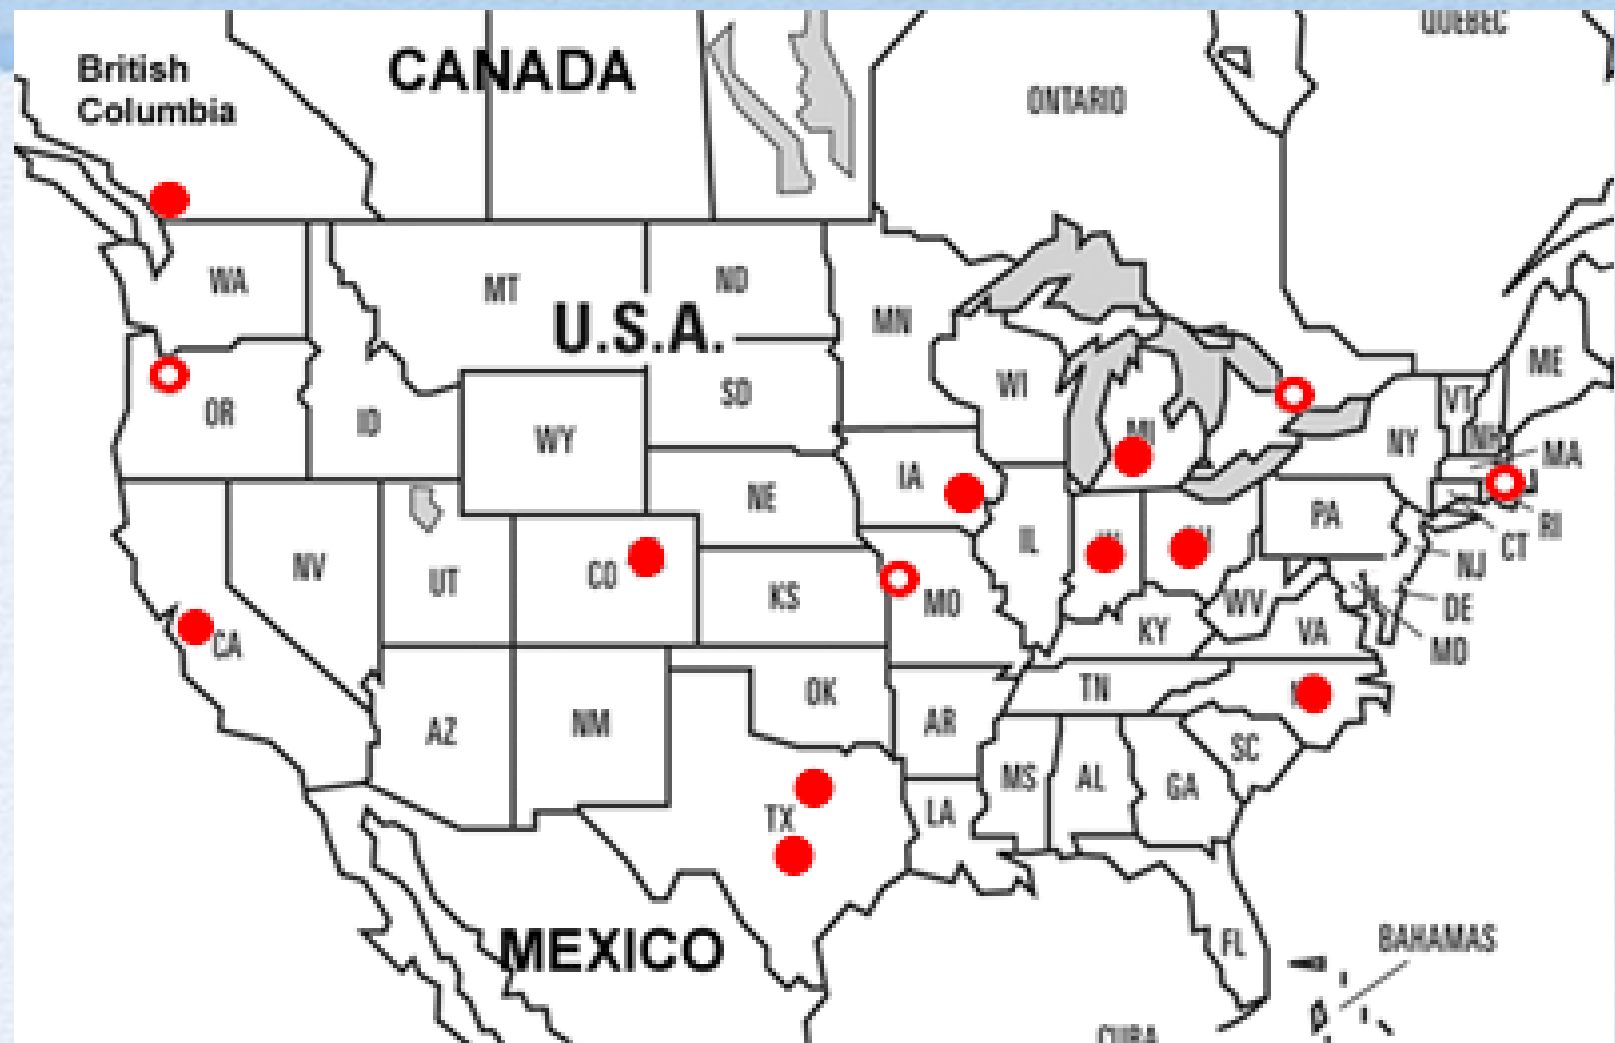 QUEBEC
British
Columbia
CANADA
ONTARIO
WA
MT
ND
U.S.A.
MN
WI
ME
VT
NH
MA
OR
ID
WY
SD
MI
NY
IA
NE
PA
RI
CT
NJ
NV
UT
CO
KS
IL
MO
WV
DE
VA
MD
KY
CA
TN
OK
AR
AZ
NM
SC
MS
AL
GA
LA
TX
MEXICO
FL
BAHAMAS
CUBA